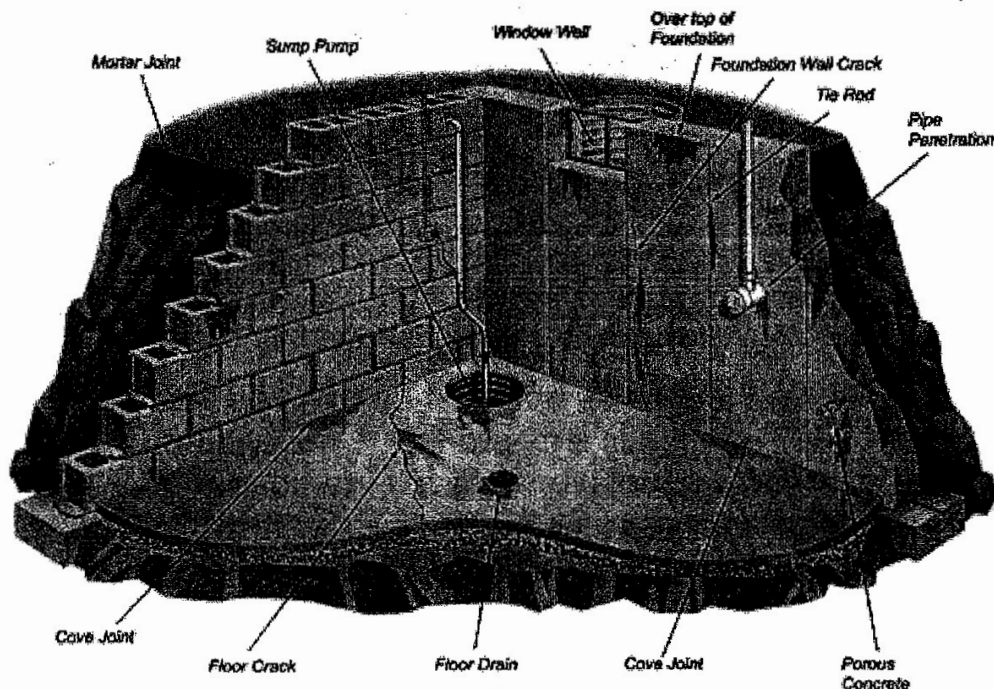 Over top of
Foundation
Window Well
Sump Pump
Mortar Joint
Foundation Wall Crack
Tie Rod
Pipe
Penetration
Cove Joint
Floor Crack
Floor Drain
Cove Joint
Porous
Concrete